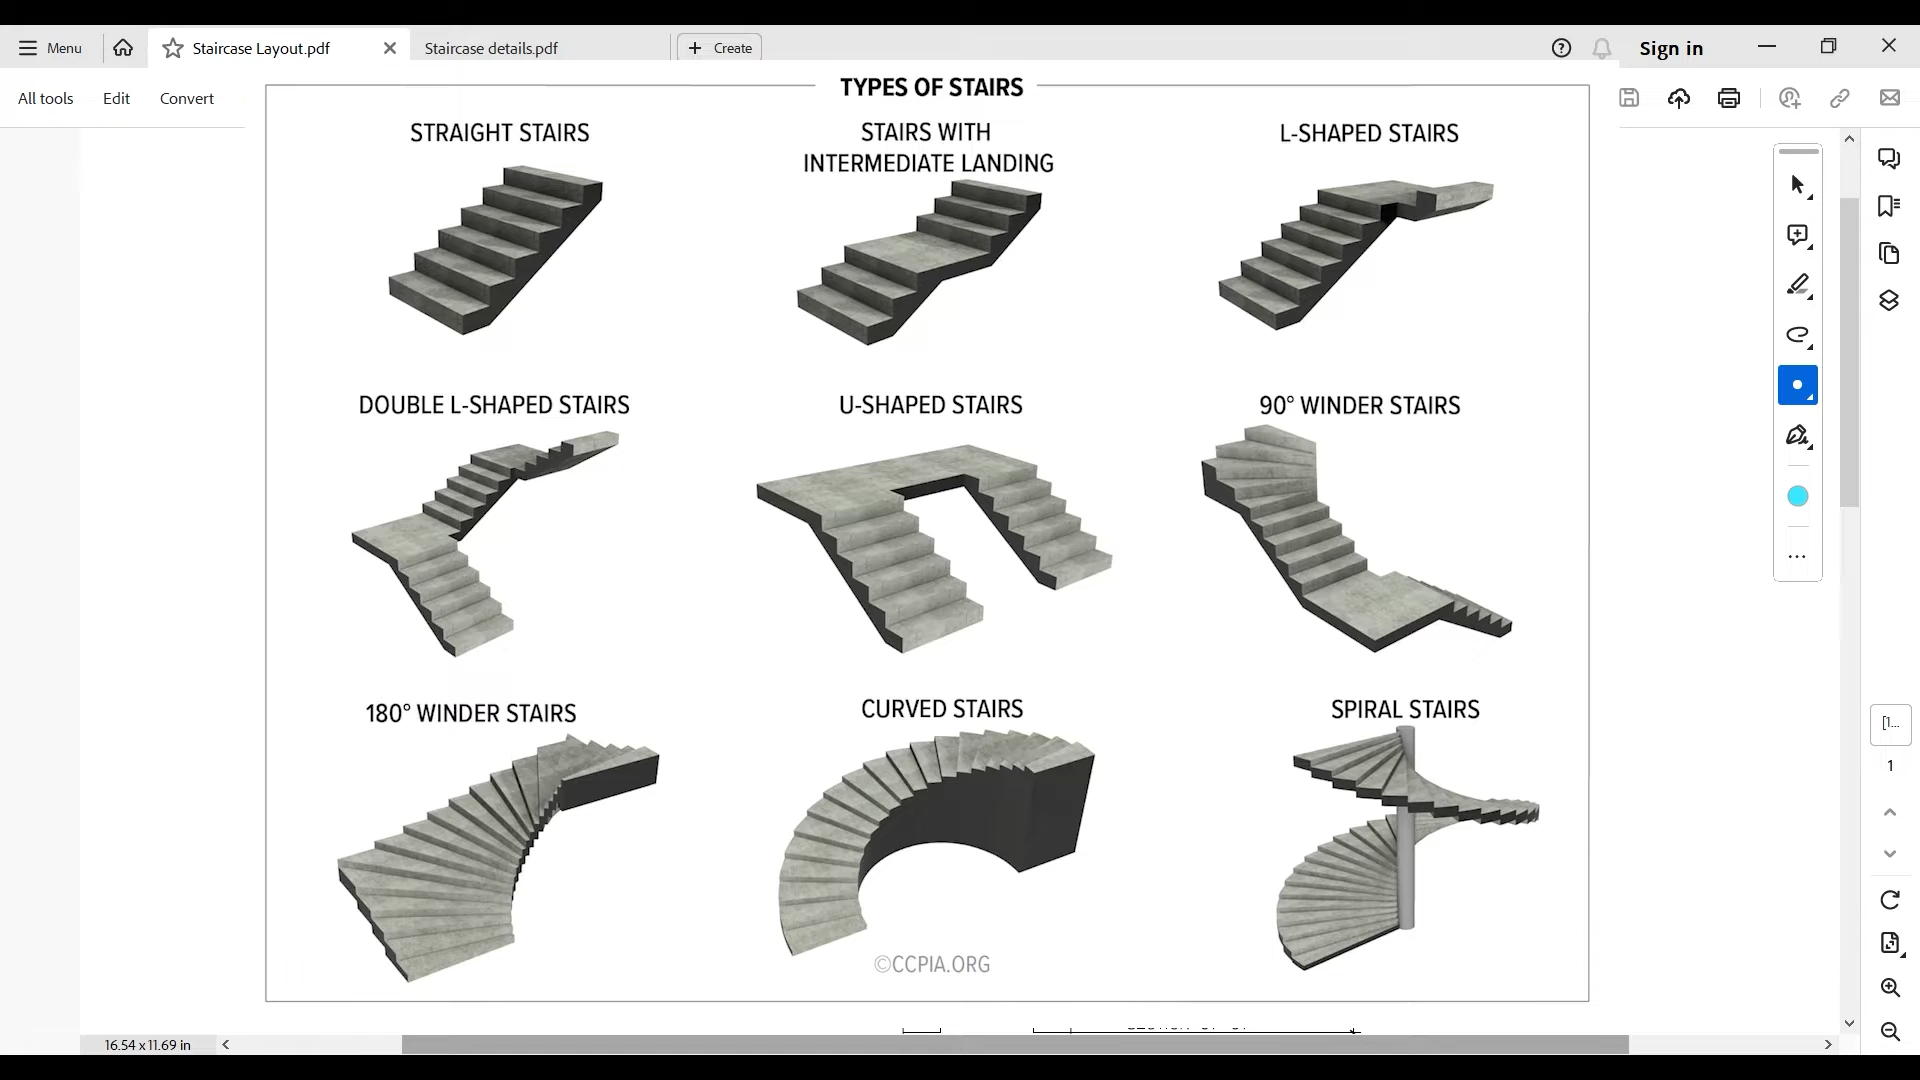 Menu
Staircase Layout.pdf
Staircase details.pdf
Create
Sign in
All tools
Edit
Convert
TYPES OF STAIRS
STRAIGHT STAIRS
STAIRS WITH
INTERMEDIATE LANDING
L-SHAPED STAIRS
DOUBLE L-SHAPED STAIRS
U-SHAPED STAIRS
90° WINDER STAIRS
180° WINDER STAIRS
CURVED STAIRS
SPIRAL STAIRS
©CCPIA.ORG
[1...
1
16.54 x 11.69 in